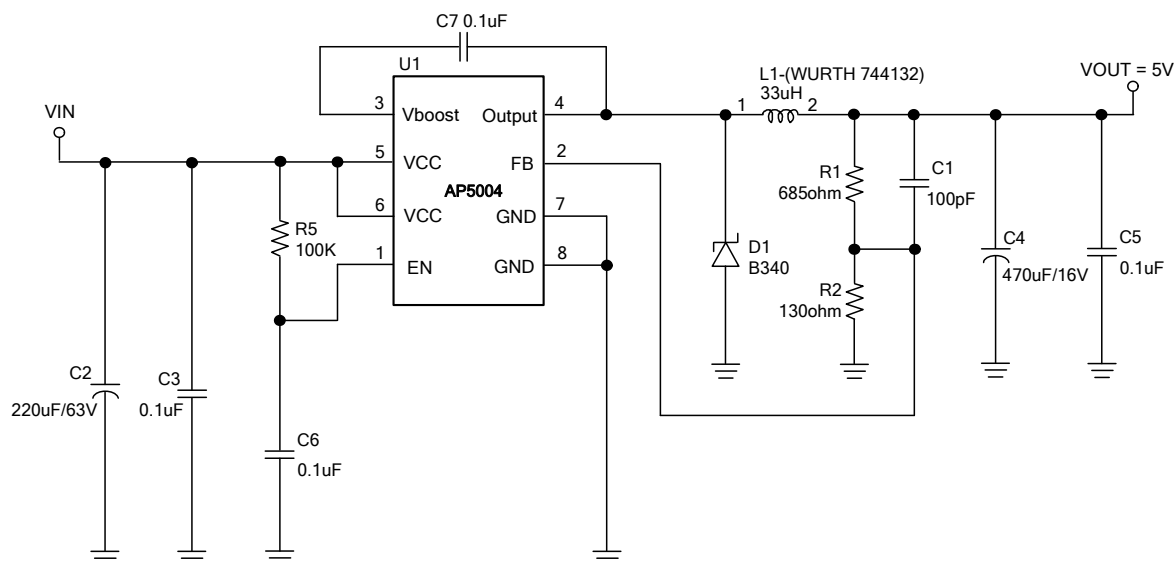 C7 0.1uF
U1
L1-(WURTH 744132)
33uH
VOUT = 5V
VIN
3
Vboost
Output
4
1
2
5
VCC
FB
2
AP5004
6
VCC
GND
7
1
EN
GND
8
R5
100K
R1
685ohm
C1
100pF
D1
B340
R2
130ohm
C4
470uF/16V
C5
0.1uF
C2
220uF/63V
C3
0.1uF
C6
0.1uF